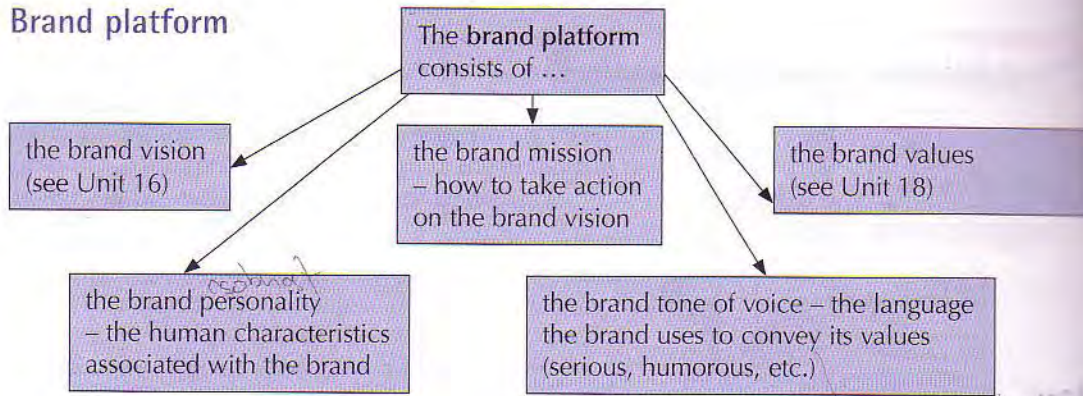 Brand platform
The brand platform
consists of ...
the brand vision
(see Unit 16)
the brand mission
– how to take action
on the brand vision
the brand values
(see Unit 18)
the brand personality
– the human characteristics
associated with the brand
the brand tone of voice – the language
the brand uses to convey its values
(serious, humorous, etc.)